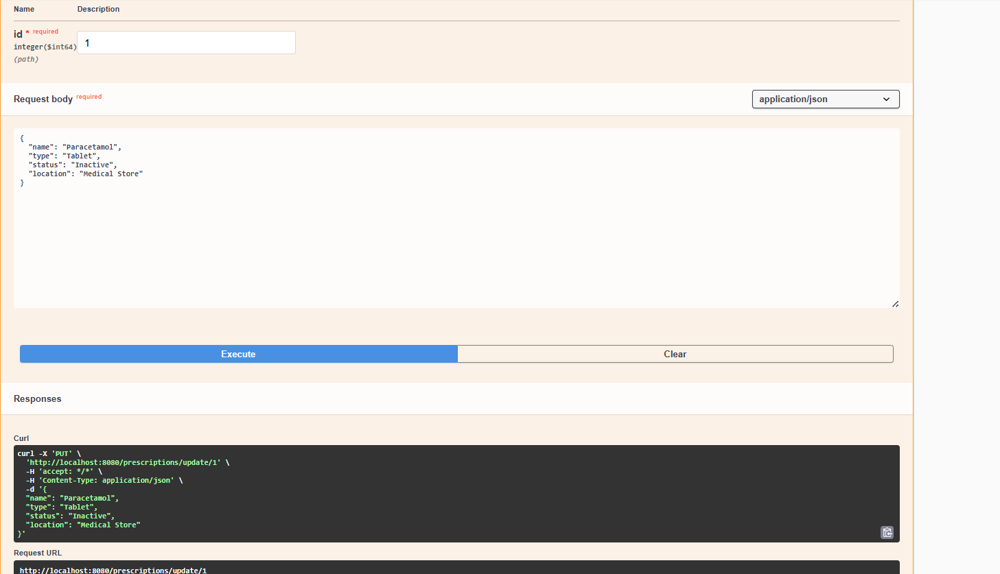 Name Description
id * required
integer($int64)
(path)
1
Request body required
application/json
{
  "name": "Paracetamol",
  "type": "Tablet",
  "status": "Inactive",
  "location": "Medical Store"
}
Execute Clear
Responses
Curl
curl -X 'PUT' \
  'http://localhost:8080/prescriptions/update/1' \
  -H 'accept: */*' \
  -H 'Content-Type: application/json' \
  -d '{
  "name": "Paracetamol",
  "type": "Tablet",
  "status": "Inactive",
  "location": "Medical Store"
}'
Request URL
http://localhost:8080/prescriptions/update/1